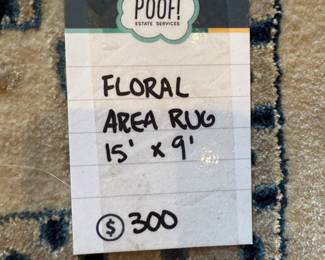 POOF!
ESTATE SERVICES
FLORAL
AREA RUG
15' x 9'
$ 300